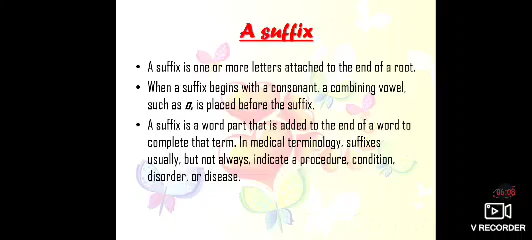 A suffix
• A suffix is one or more letters attached to the end of a root.
• When a suffix begins with a consonant, a combining vowel,
such as o, is placed before the suffix.
• A suffix is a word part that is added to the end of a word to
complete that term. In medical terminology, suffixes
usually, but not always, indicate a procedure, condition,
disorder, or disease.
V RECORDER